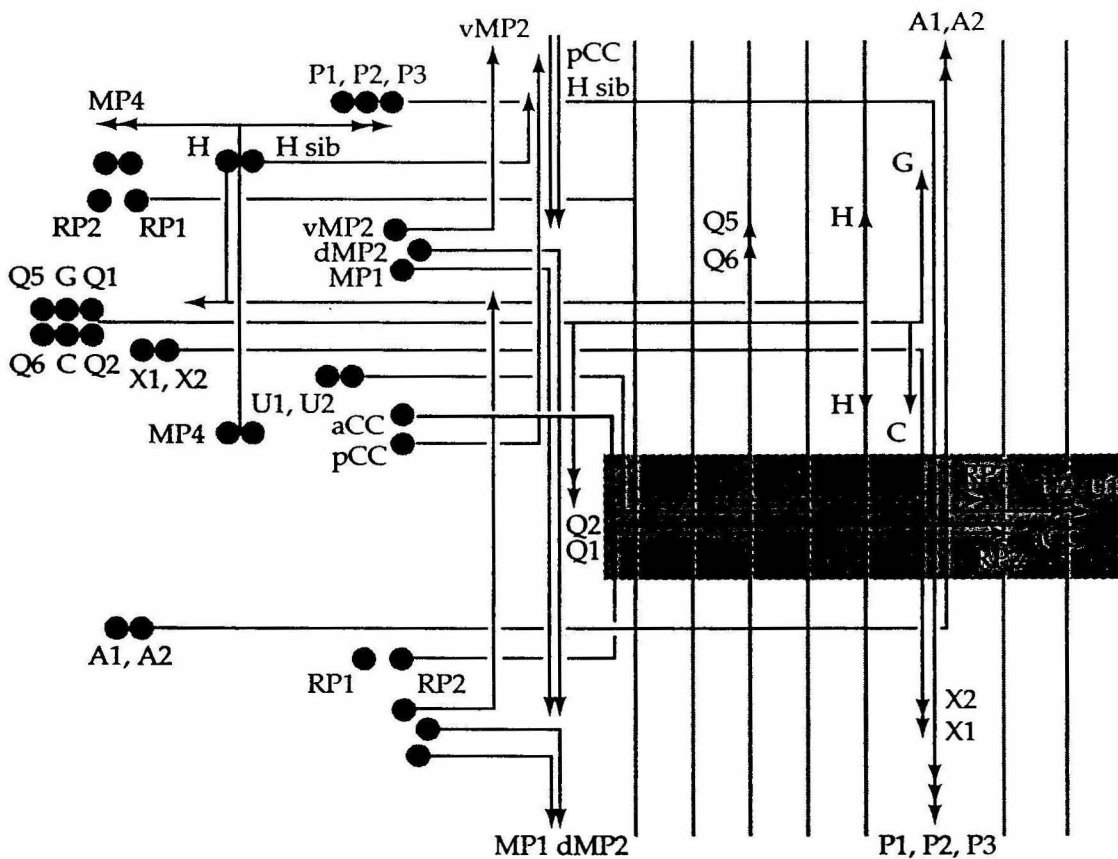 vMP2
A1,A2
pCC
P1, P2, P3
H sib
MP4
H
H sib
G
RP2
RP1
H
vMP2
Q5
dMP2
Q6
MP1
Q5 G Q1
Q6 C Q2
X1, X2
U1, U2
H
aCC
C
MP4
pCC
Q2
Q1
A1, A2
RP1
RP2
X2
X1
MP1 dMP2
P1, P2, P3